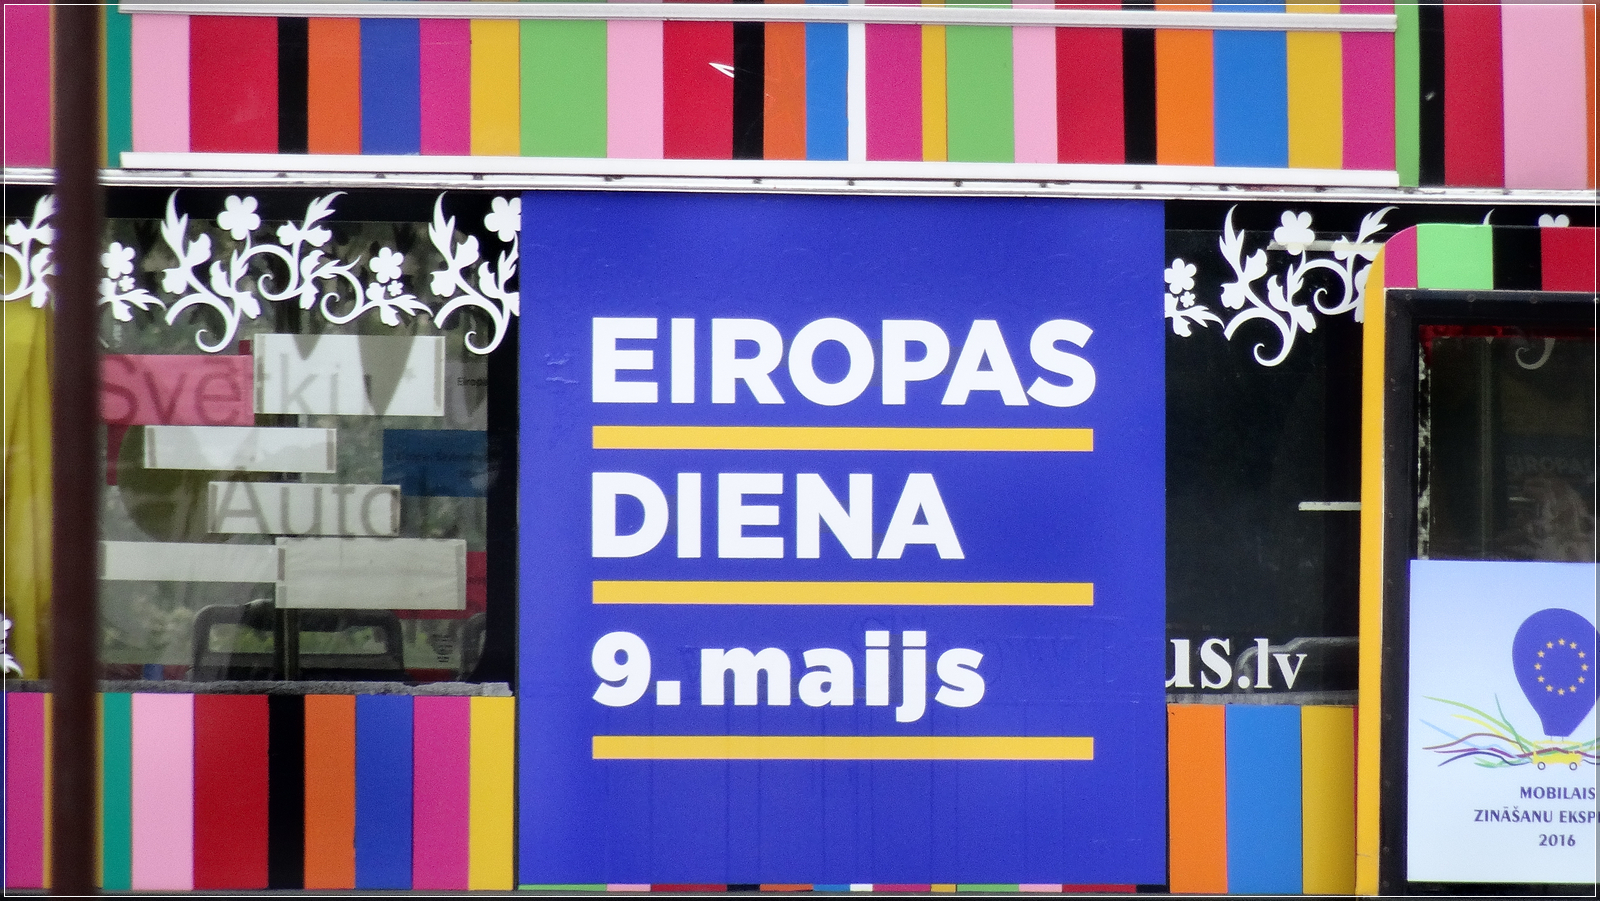 EIROPAS
DIENA
9. maijs
Svētki
Auto
us.lv
MOBILAIS
ZINĀŠANU EKSP
2016